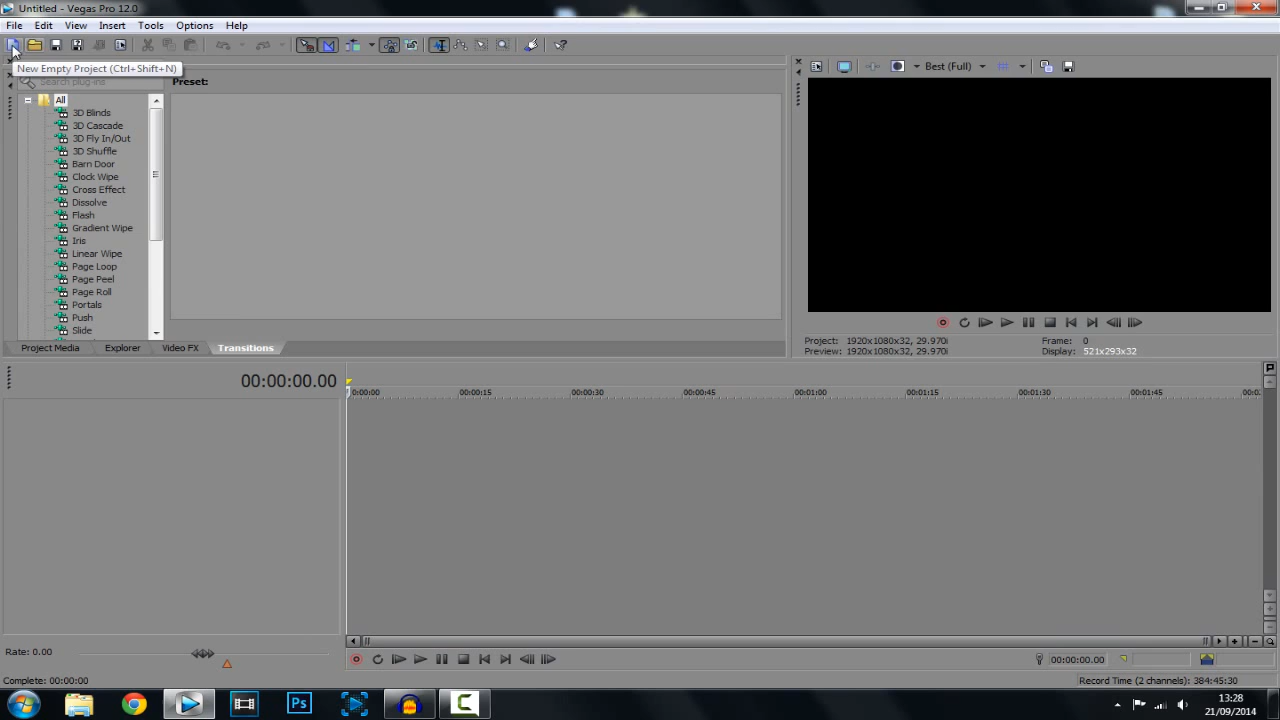 Untitled - Vegas Pro 12.0
File Edit View Insert Tools Options Help
New Empty Project (Ctrl+Shift+N)
Search plug-ins
Preset:
Best (Full)
All
3D Blinds
3D Cascade
3D Fly In/Out
3D Shuffle
Barn Door
Clock Wipe
Cross Effect
Dissolve
Flash
Gradient Wipe
Iris
Linear Wipe
Page Loop
Page Peel
Page Roll
Portals
Push
Slide
Project Media Explorer Video FX Transitions
Project: 1920x1080x32, 29.970i Frame: 0
Preview: 1920x1080x32, 29.970i Display: 521x293x32
00:00:00.00
0:00:00 00:00:15 00:00:30 00:00:45 00:01:00 00:01:15 00:01:30 00:01:45 00:0
Rate: 0.00
00:00:00.00
Complete: 00:00:00
Record Time (2 channels): 384:45:30
Ps
13:28
21/09/2014